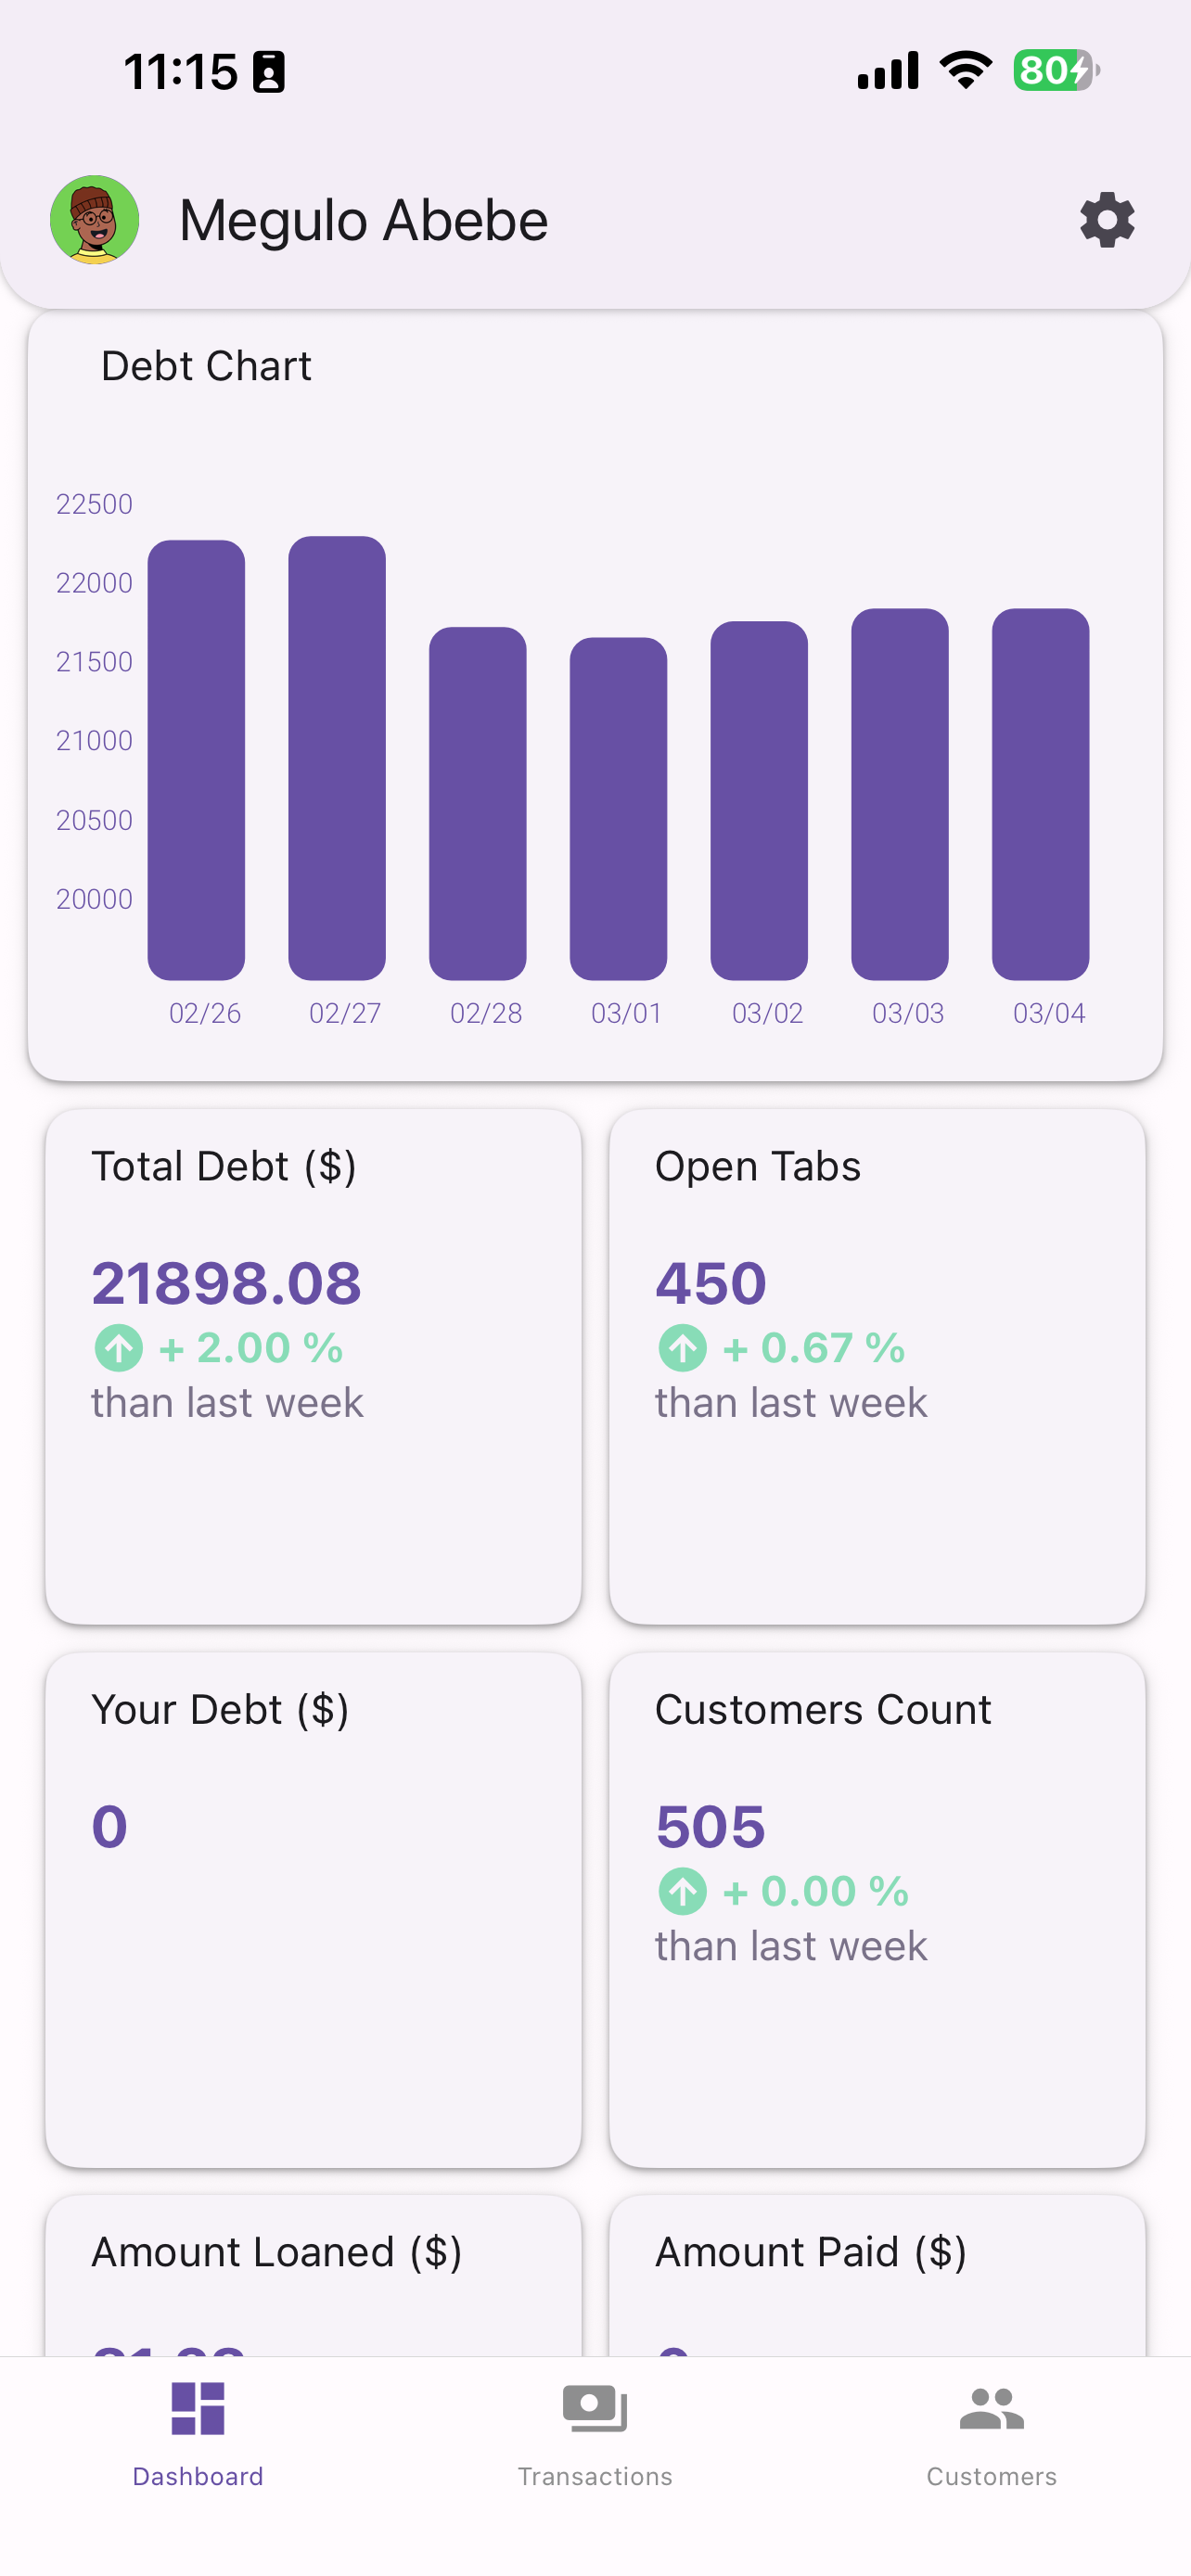 11:15
80
Megulo Abebe
Debt Chart
22500
22000
21500
21000
20500
20000
02/26 02/27 02/28 03/01 03/02 03/03 03/04
Total Debt ($)
21898.08
+ 2.00 %
than last week
Open Tabs
450
+ 0.67 %
than last week
Your Debt ($)
0
Customers Count
505
+ 0.00 %
than last week
Amount Loaned ($)
Amount Paid ($)
Dashboard
Transactions
Customers